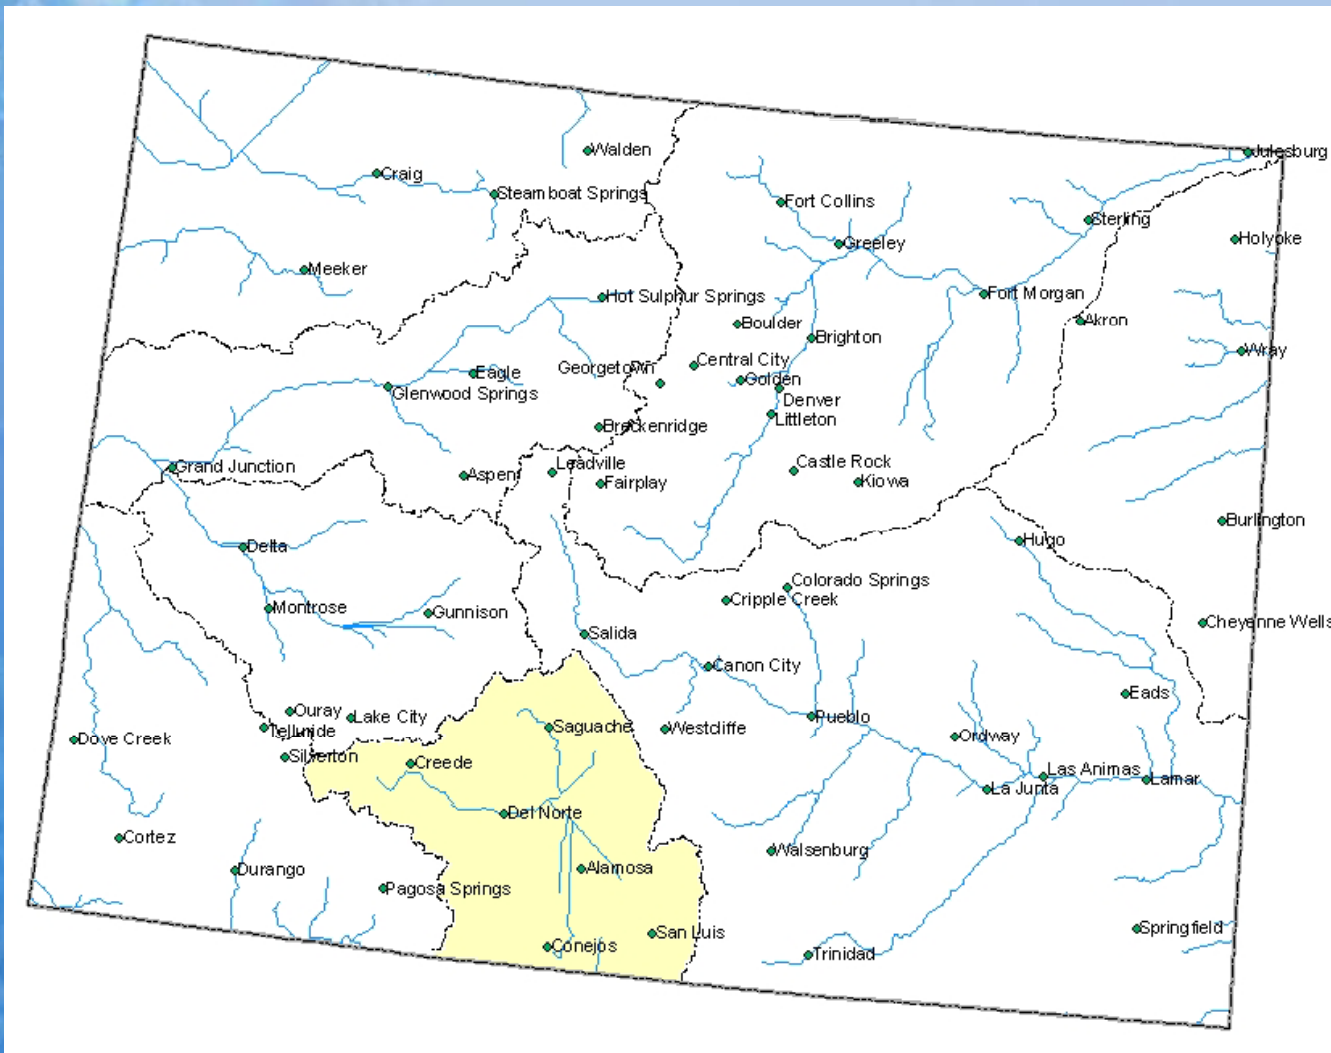 Julesburg
Walden
Craig
Steamboat Springs
Fort Collins
Sterling
Holyoke
Greeley
Meeker
Hot Sulphur Springs
Fort Morgan
Boulder
Akron
Brighton
Wray
Central City
Georgetown
Eagle
Golden
Glenwood Springs
Denver
Littleton
Breckenridge
Leadville
Castle Rock
Grand Junction
Aspen
Fairplay
Kiowa
Burlington
Hugo
Delta
Colorado Springs
Cripple Creek
Montrose
Gunnison
Cheyenne Wells
Salida
Canon City
Eads
Ouray
Lake City
Pueblo
Saguache
Westcliffe
Telluride
Ordway
Dove Creek
Silverton
Creede
Las Animas
Lamar
La Junta
Del Norte
Cortez
Walsenburg
Durango
Alamosa
Pagosa Springs
Springfield
San Luis
Conejos
Trinidad